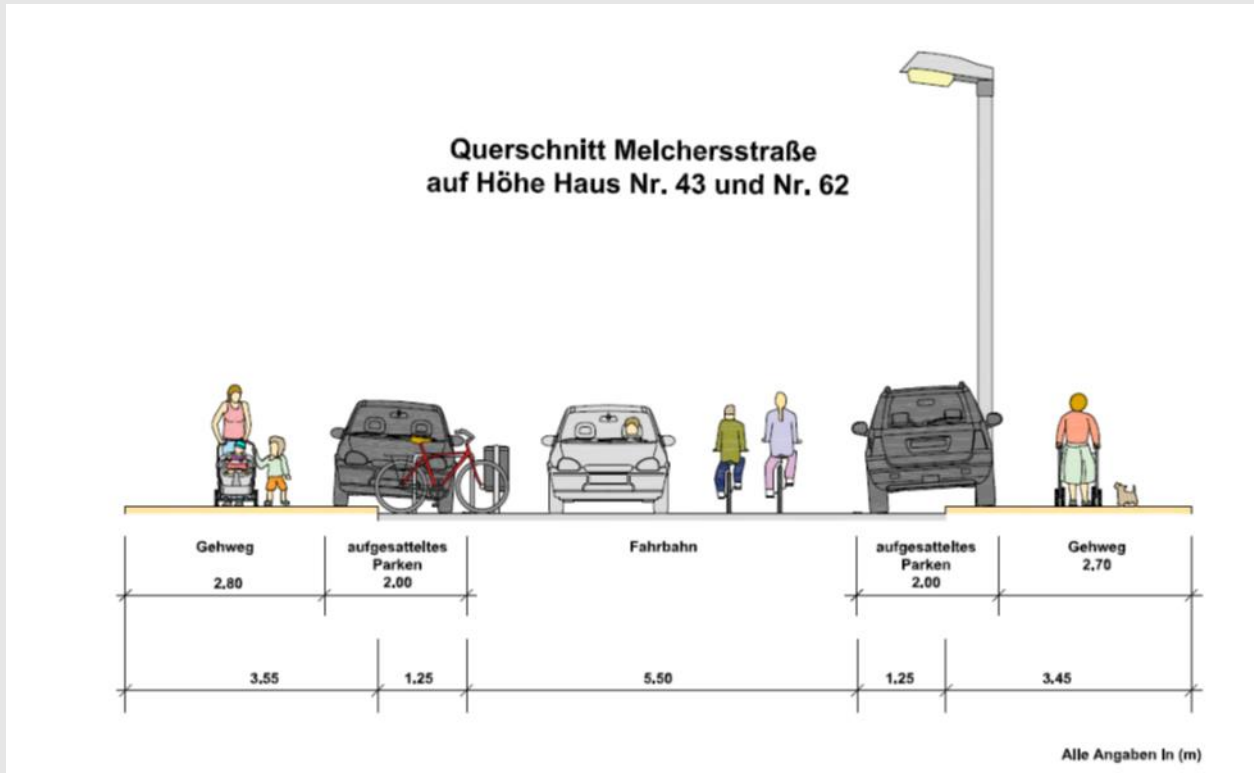 Querschnitt Melchersstraße
auf Höhe Haus Nr. 43 und Nr. 62
Gehweg
2,80
aufgesatteltes
Parken
2,00
Fahrbahn
aufgesatteltes
Parken
2,00
Gehweg
2,70
3,55
1,25
5,50
1,25
3,45
Alle Angaben in (m)